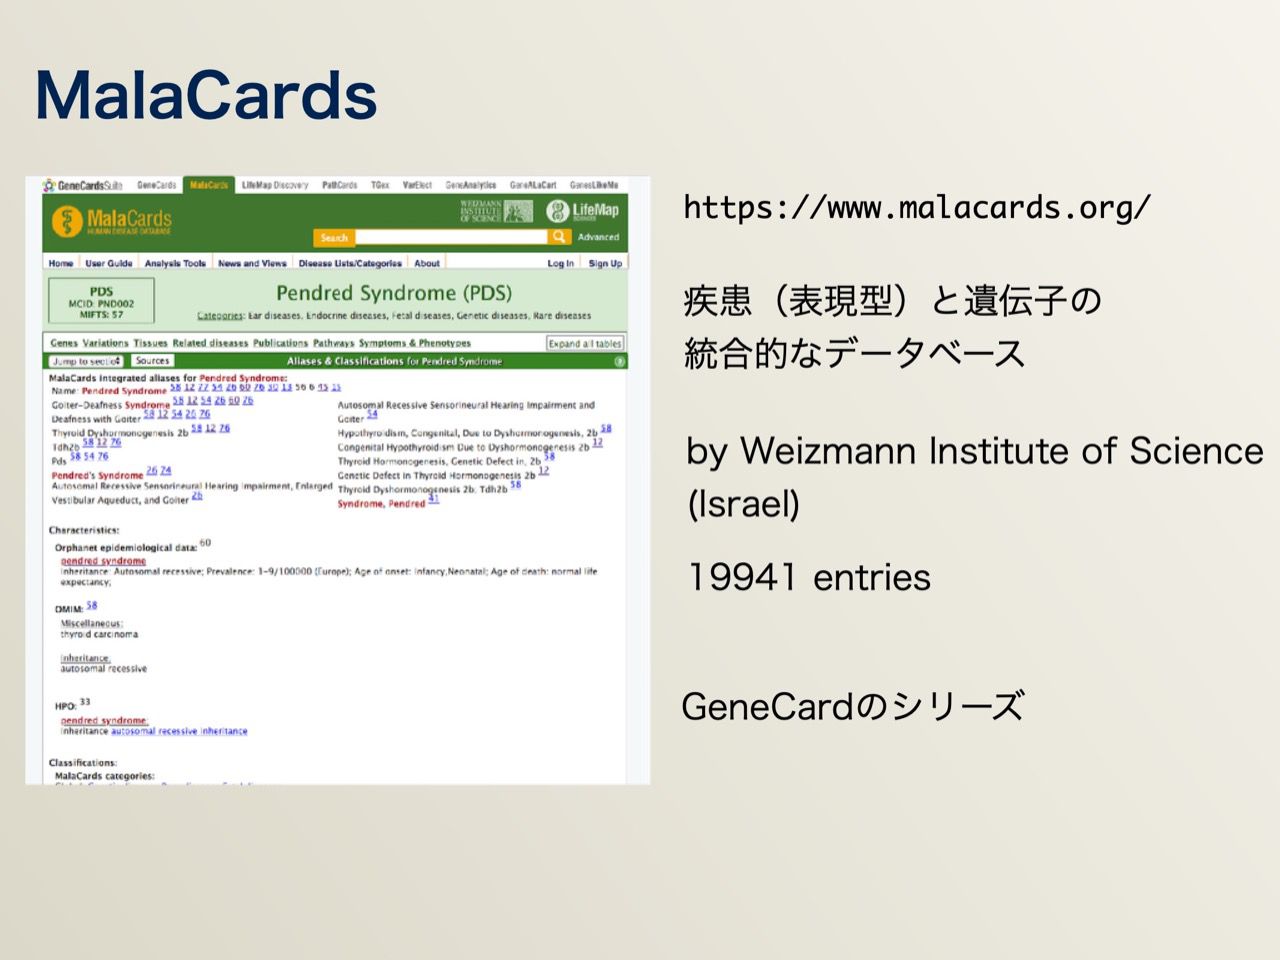 MalaCards
GeneCardsSuite GeneCards MalaCards LifeMap Discovery PathCards TGex VarElect GeneAnalytics GeneALaCart GenesLikeMe
MalaCards
HUMAN DISEASE DATABASE
WEIZMANN
INSTITUTE
OF SCIENCE
LifeMap
SCIENCES
Search
Advanced
Home User Guide Analysis Tools News and Views Disease Lists/Categories About Log In Sign Up
PDS
MCID: PND002
MIFTS: 57
Pendred Syndrome (PDS)
Categories: Ear diseases, Endocrine diseases, Fetal diseases, Genetic diseases, Rare diseases
Genes Variations Tissues Related diseases Publications Pathways Symptoms & Phenotypes Expand all tables
Jump to section Sources Aliases & Classifications for Pendred Syndrome
MalaCards integrated aliases for Pendred Syndrome:
Name: Pendred Syndrome 58 12 77 54 26 60 76 30 13 56 6 45 15
Goiter-Deafness Syndrome 58 12 54 26 60 76
Deafness with Goiter 58 12 54 26 76
Thyroid Dyshormonogenesis 2b 58 12 76
Tdh2b 58 12 76
Pds 58 54 76
Pendred's Syndrome 26 74
Autosomal Recessive Sensorineural Hearing Impairment, Enlarged
Vestibular Aqueduct, and Goiter 26
Autosomal Recessive Sensorineural Hearing Impairment and
Goiter 54
Hypothyroidism, Congenital, Due to Dyshormonogenesis, 2b 58
Congenital Hypothyroidism Due to Dyshormonogenesis 2b 12
Thyroid Hormonogenesis, Genetic Defect in, 2b 58
Genetic Defect in Thyroid Hormonogenesis 2b 12
Thyroid Dyshormonogenesis 2b; Tdh2b 58
Syndrome, Pendred 41
Characteristics:
Orphanet epidemiological data: 60
pendred syndrome
Inheritance: Autosomal recessive; Prevalence: 1-9/100000 (Europe); Age of onset: Infancy,Neonatal; Age of death: normal life
expectancy;
OMIM: 58
Miscellaneous:
thyroid carcinoma
Inheritance:
autosomal recessive
HPO: 33
pendred syndrome:
Inheritance autosomal recessive inheritance
Classifications:
MalaCards categories:
https://www.malacards.org/
疾患（表現型）と遺伝子の
統合的なデータベース
by Weizmann Institute of Science
(Israel)
19941 entries
GeneCardのシリーズ